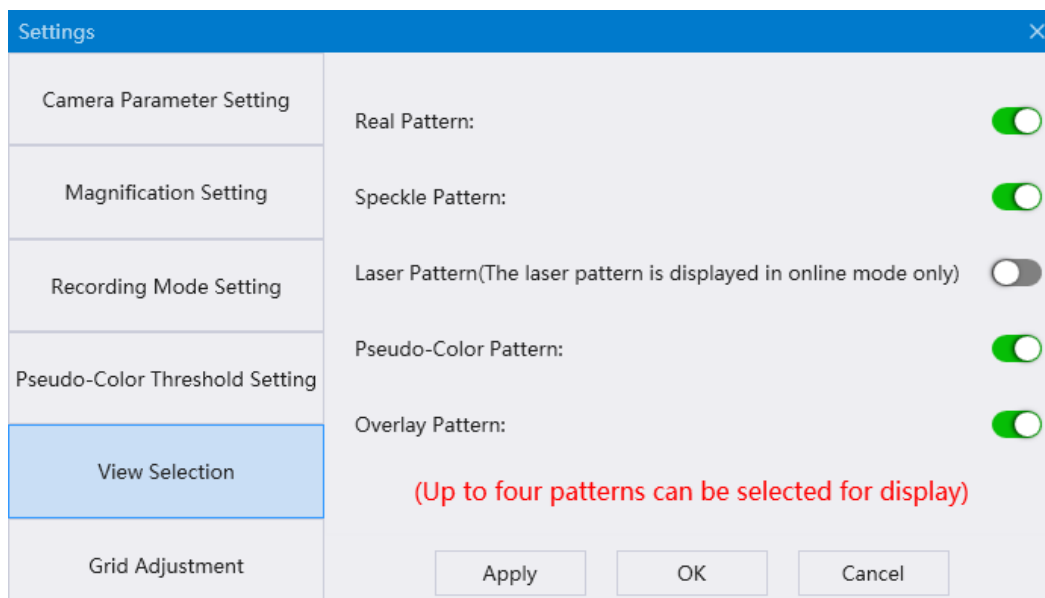 Settings
Camera Parameter Setting
Magnification Setting
Recording Mode Setting
Pseudo-Color Threshold Setting
View Selection
Grid Adjustment
Real Pattern:
Speckle Pattern:
Laser Pattern(The laser pattern is displayed in online mode only)
Pseudo-Color Pattern:
Overlay Pattern:
(Up to four patterns can be selected for display)
Apply
OK
Cancel